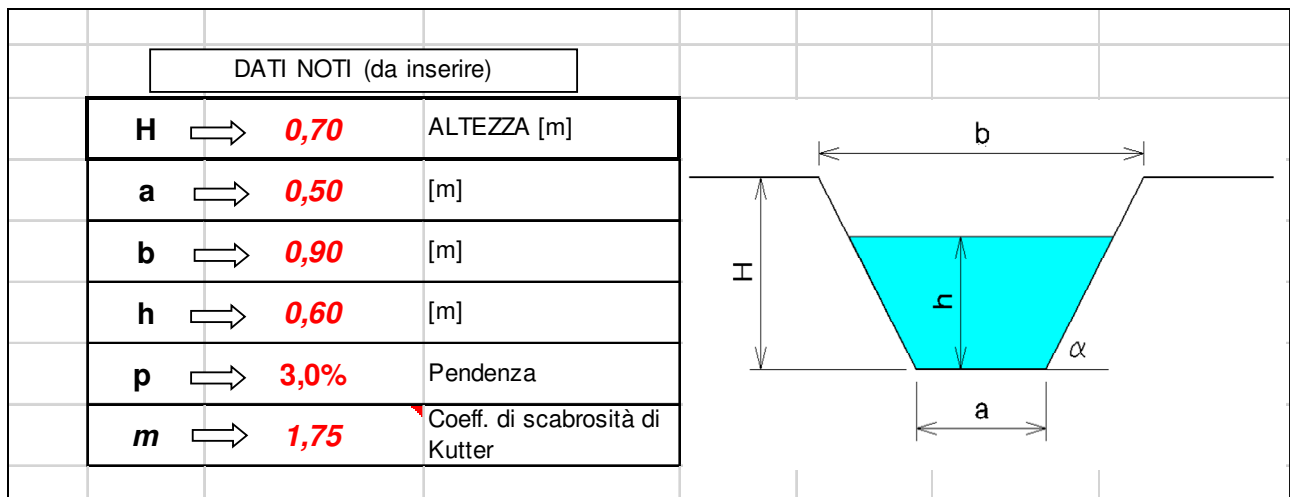 DATI NOTI (da inserire)
H 0,70 ALTEZZA [m]
a 0,50 [m]
b 0,90 [m]
h 0,60 [m]
p 3,0% Pendenza
m 1,75 Coeff. di scabrosità di
Kutter
b
H
h
α
a